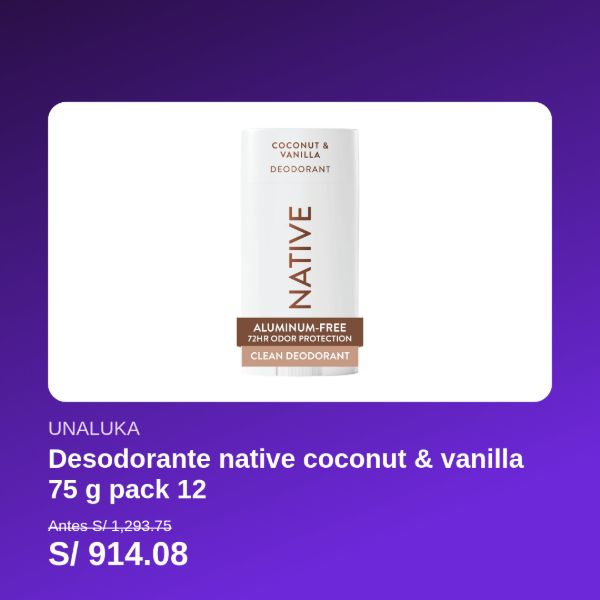 COCONUT &
VANILLA
DEODORANT
NATIVE
ALUMINUM-FREE
72HR ODOR PROTECTION
CLEAN DEODORANT
UNALUKA
Desodorante native coconut & vanilla
75 g pack 12
Antes S/ 1,293.75
S/ 914.08